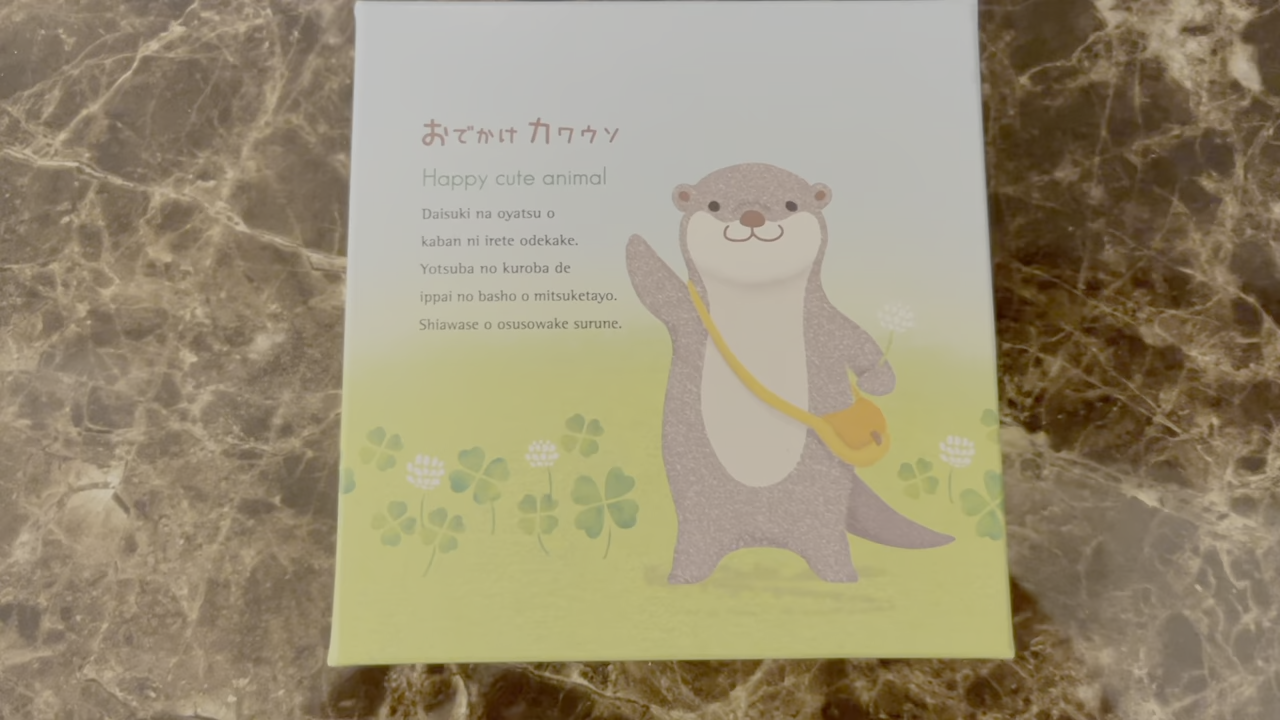 おでかけ カワウソ
Happy cute animal
Daisuki na oyatsu o
kaban ni irete odekake.
Yotsuba no kuroba de
ippai no basho o mitsuketayo.
Shiawase o osusowake surune.